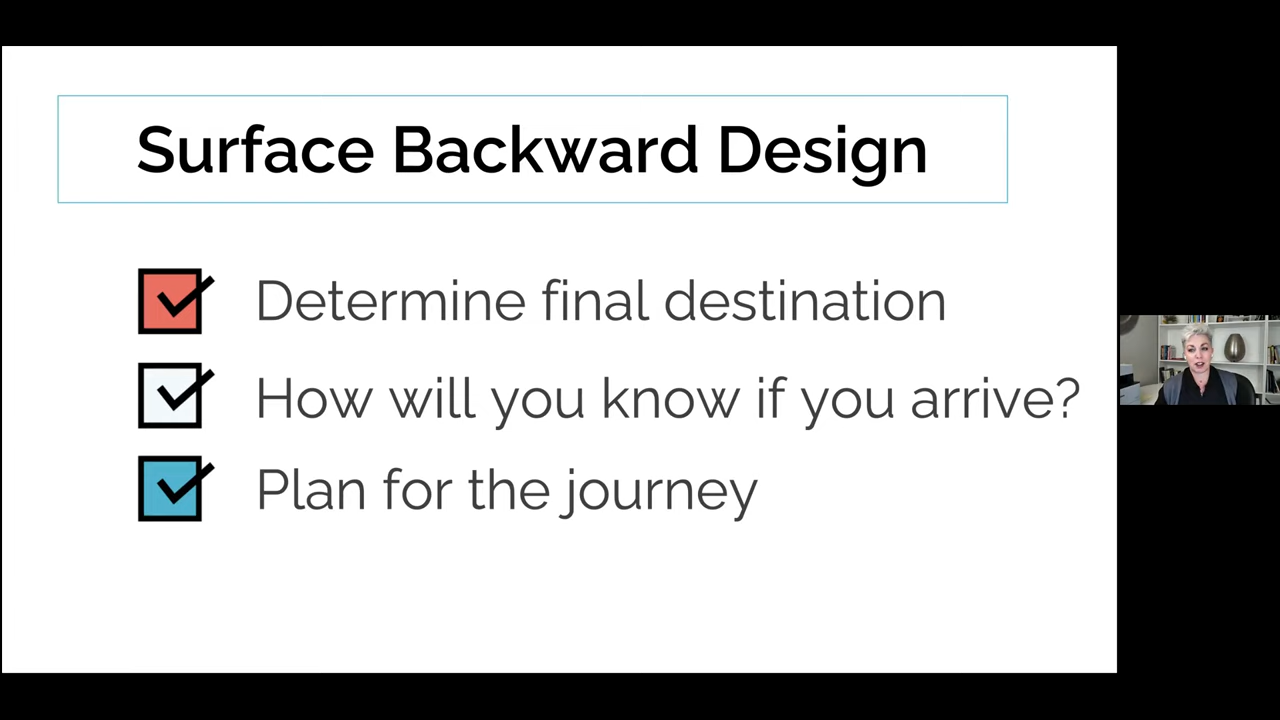 Surface Backward Design
Determine final destination
How will you know if you arrive?
Plan for the journey